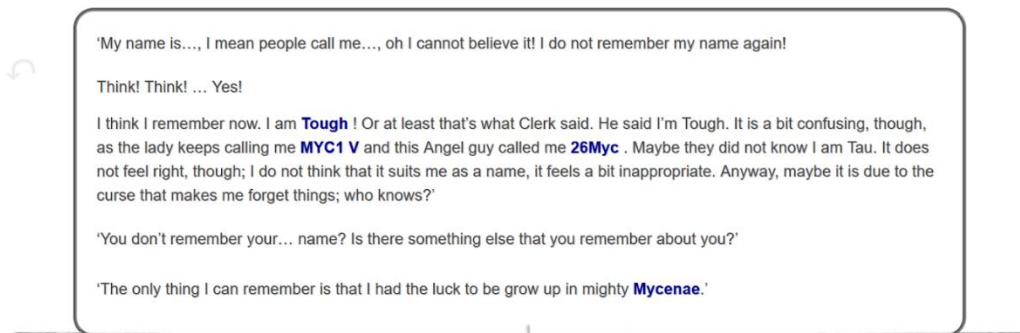 ‘My name is…, I mean people call me…, oh I cannot believe it! I do not remember my name again!
Think! Think! … Yes!
I think I remember now. I am Tough ! Or at least that’s what Clerk said. He said I’m Tough. It is a bit confusing, though,
as the lady keeps calling me MYC1 V and this Angel guy called me 26Myc . Maybe they did not know I am Tau. It does
not feel right, though; I do not think that it suits me as a name, it feels a bit inappropriate. Anyway, maybe it is due to the
curse that makes me forget things; who knows?’
‘You don’t remember your… name? Is there something else that you remember about you?’
‘The only thing I can remember is that I had the luck to be grow up in mighty Mycenae.’